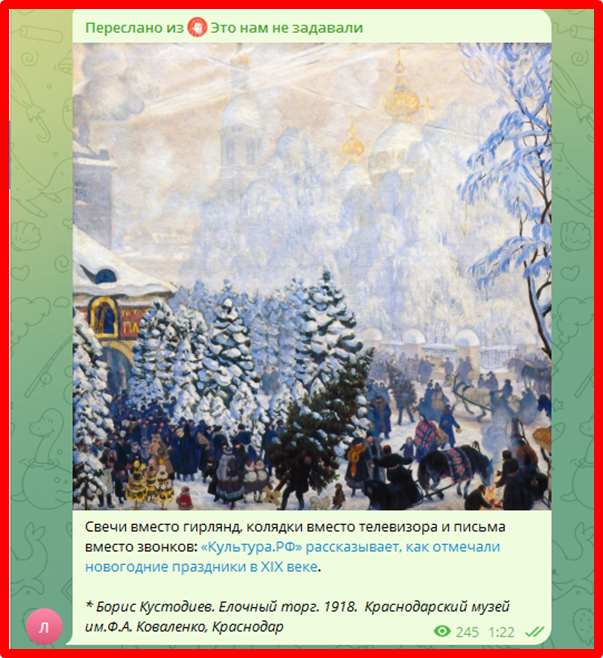 Переслано из Это нам не задавали
Свечи вместо гирлянд, колядки вместо телевизора и письма
вместо звонков: «Культура.РФ» рассказывает, как отмечали
новогодние праздники в XIX веке.
* Борис Кустодиев. Елочный торг. 1918. Краснодарский музей
им.Ф.А. Коваленко, Краснодар
245 1:22
Л